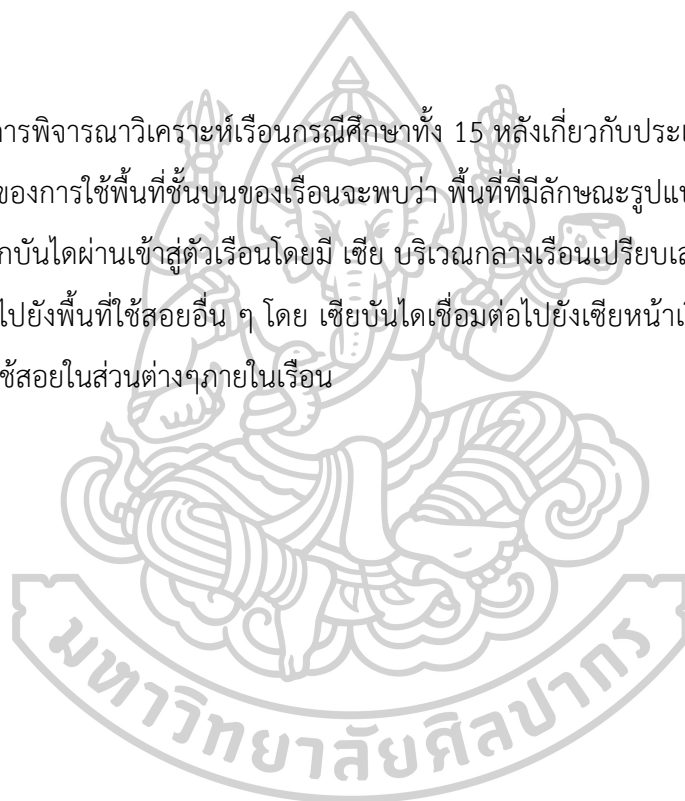 การพิจารณาวิเคราะห์เรือนกรณีศึกษาทั้ง 15 หลังเกี่ยวกับประเ
ของการใช้พื้นที่ชั้นบนของเรือนจะพบว่า พื้นที่ที่มีลักษณะรูปแบ
กบันไดผ่านเข้าสู่ตัวเรือนโดยมี เซีย บริเวณกลางเรือนเปรียบเส
ไปยังพื้นที่ใช้สอยอื่น ๆ โดย เซียบันไดเชื่อมต่อไปยังเซียหน้าเ
ช้สอยในส่วนต่างๆภายในเรือน
มหาวิทยาลัยศิลปากร